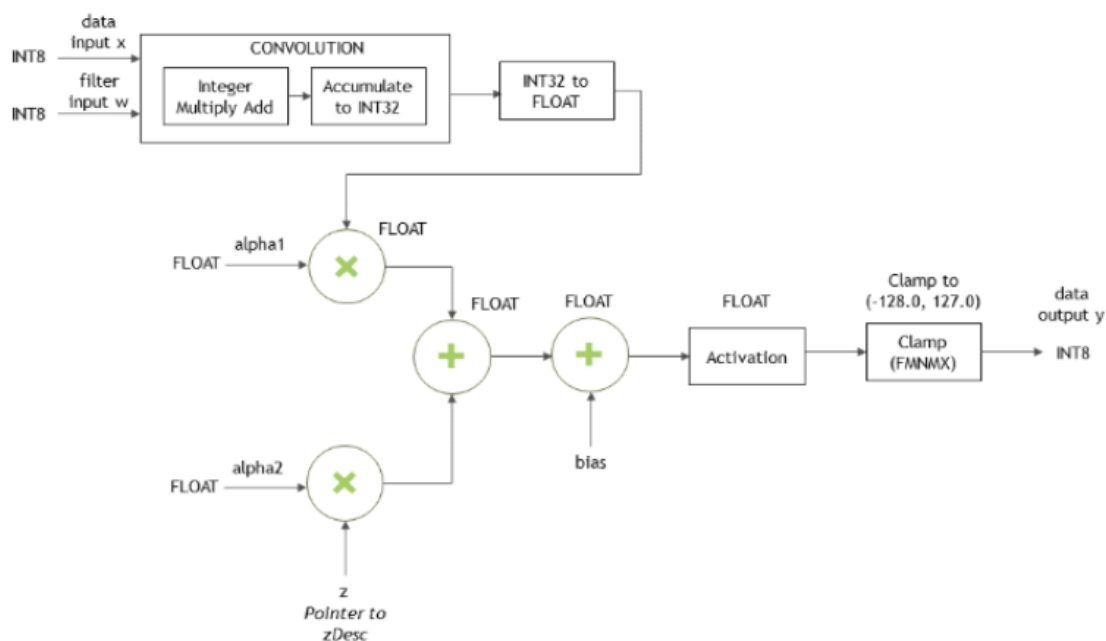 data
input x
INT8
filter
input w
INT8
CONVOLUTION
Integer
Multiply Add
Accumulate
to INT32
INT32 to
FLOAT
FLOAT
alpha1
×
FLOAT
+
FLOAT
+
FLOAT
bias
FLOAT
Activation
Clamp to
(-128.0, 127.0)
Clamp
(FMNMX)
data
output y
INT8
FLOAT
alpha2
×
z
Pointer to
zDesc